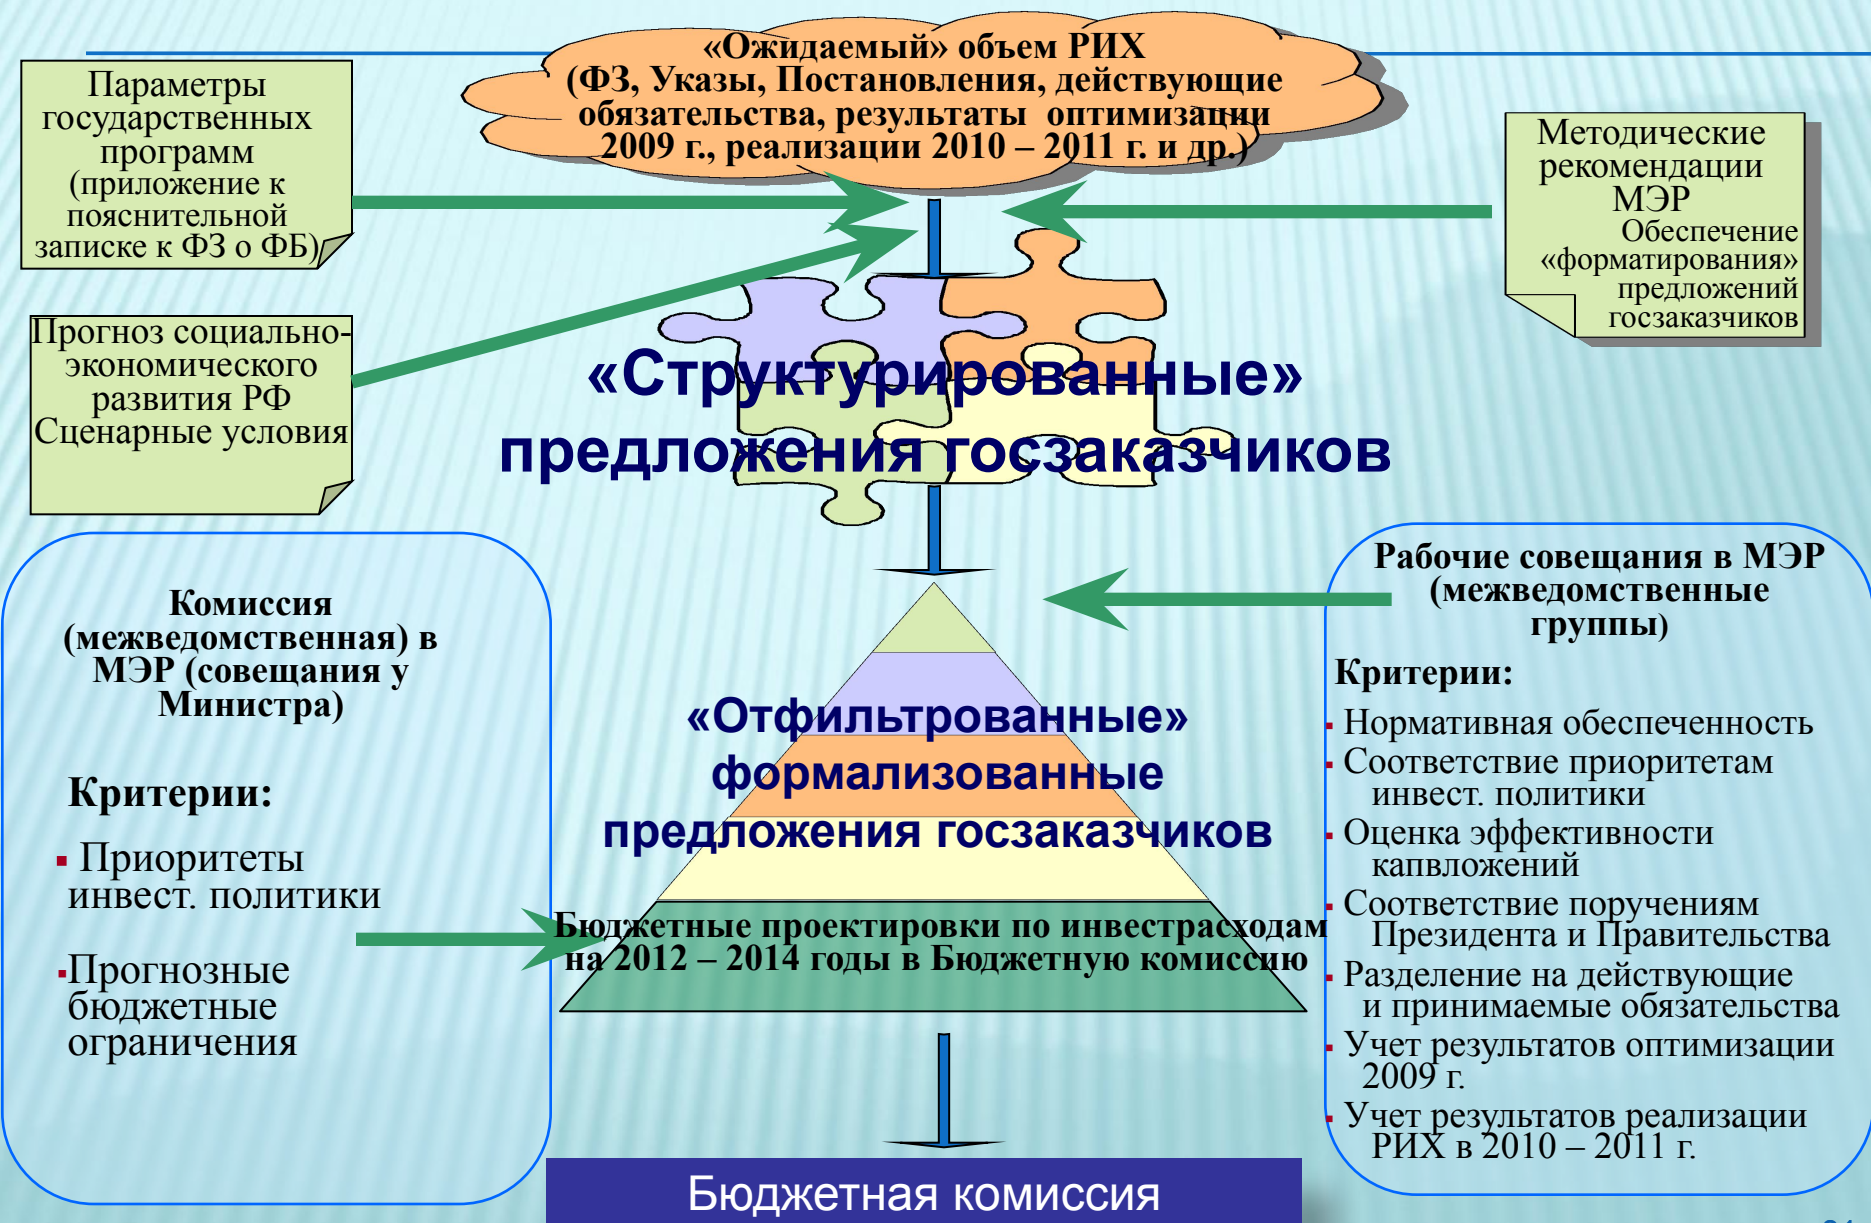 «Ожидаемый» объем РИХ
(ФЗ, Указы, Постановления, действующие
обязательства, результаты оптимизации
2009 г., реализации 2010 – 2011 г. и др.)
Параметры
государственных
программ
(приложение к
пояснительной
записке к ФЗ о ФБ)
Методические
рекомендации
МЭР
Обеспечение
«форматирования»
предложений
госзаказчиков
Прогноз социально-
экономического
развития РФ
Сценарные условия
«Структурированные»
предложения госзаказчиков
Комиссия
(межведомственная) в
МЭР (совещания у
Министра)
Критерии:
▪ Приоритеты
инвест. политики
▪Прогнозные
бюджетные
ограничения
«Отфильтрованные»
формализованные
предложения госзаказчиков
Бюджетные проектировки по инвестрасходам
на 2012 – 2014 годы в Бюджетную комиссию
Рабочие совещания в МЭР
(межведомственные
группы)
Критерии:
▪ Нормативная обеспеченность
▪ Соответствие приоритетам
инвест. политики
▪ Оценка эффективности
капвложений
▪ Соответствие поручениям
Президента и Правительства
▪ Разделение на действующие
и принимаемые обязательства
▪ Учет результатов оптимизации
2009 г.
▪ Учет результатов реализации
РИХ в 2010 – 2011 г.
Бюджетная комиссия